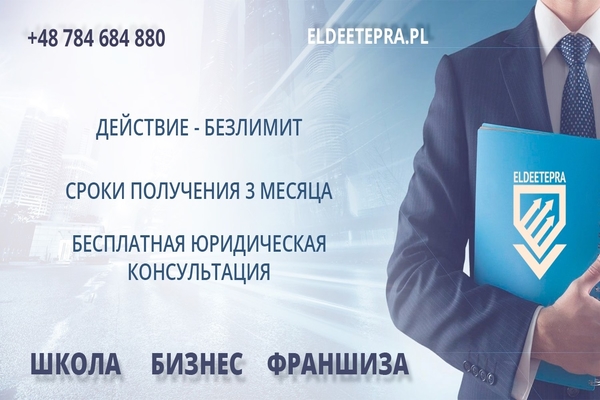 +48 784 684 880
ELDEETEPRA.PL
ДЕЙСТВИЕ - БЕЗЛИМИТ
СРОКИ ПОЛУЧЕНИЯ 3 МЕСЯЦА
БЕСПЛАТНАЯ ЮРИДИЧЕСКАЯ
КОНСУЛЬТАЦИЯ
ELDEETEPRA
ШКОЛА БИЗНЕС ФРАНШИЗА